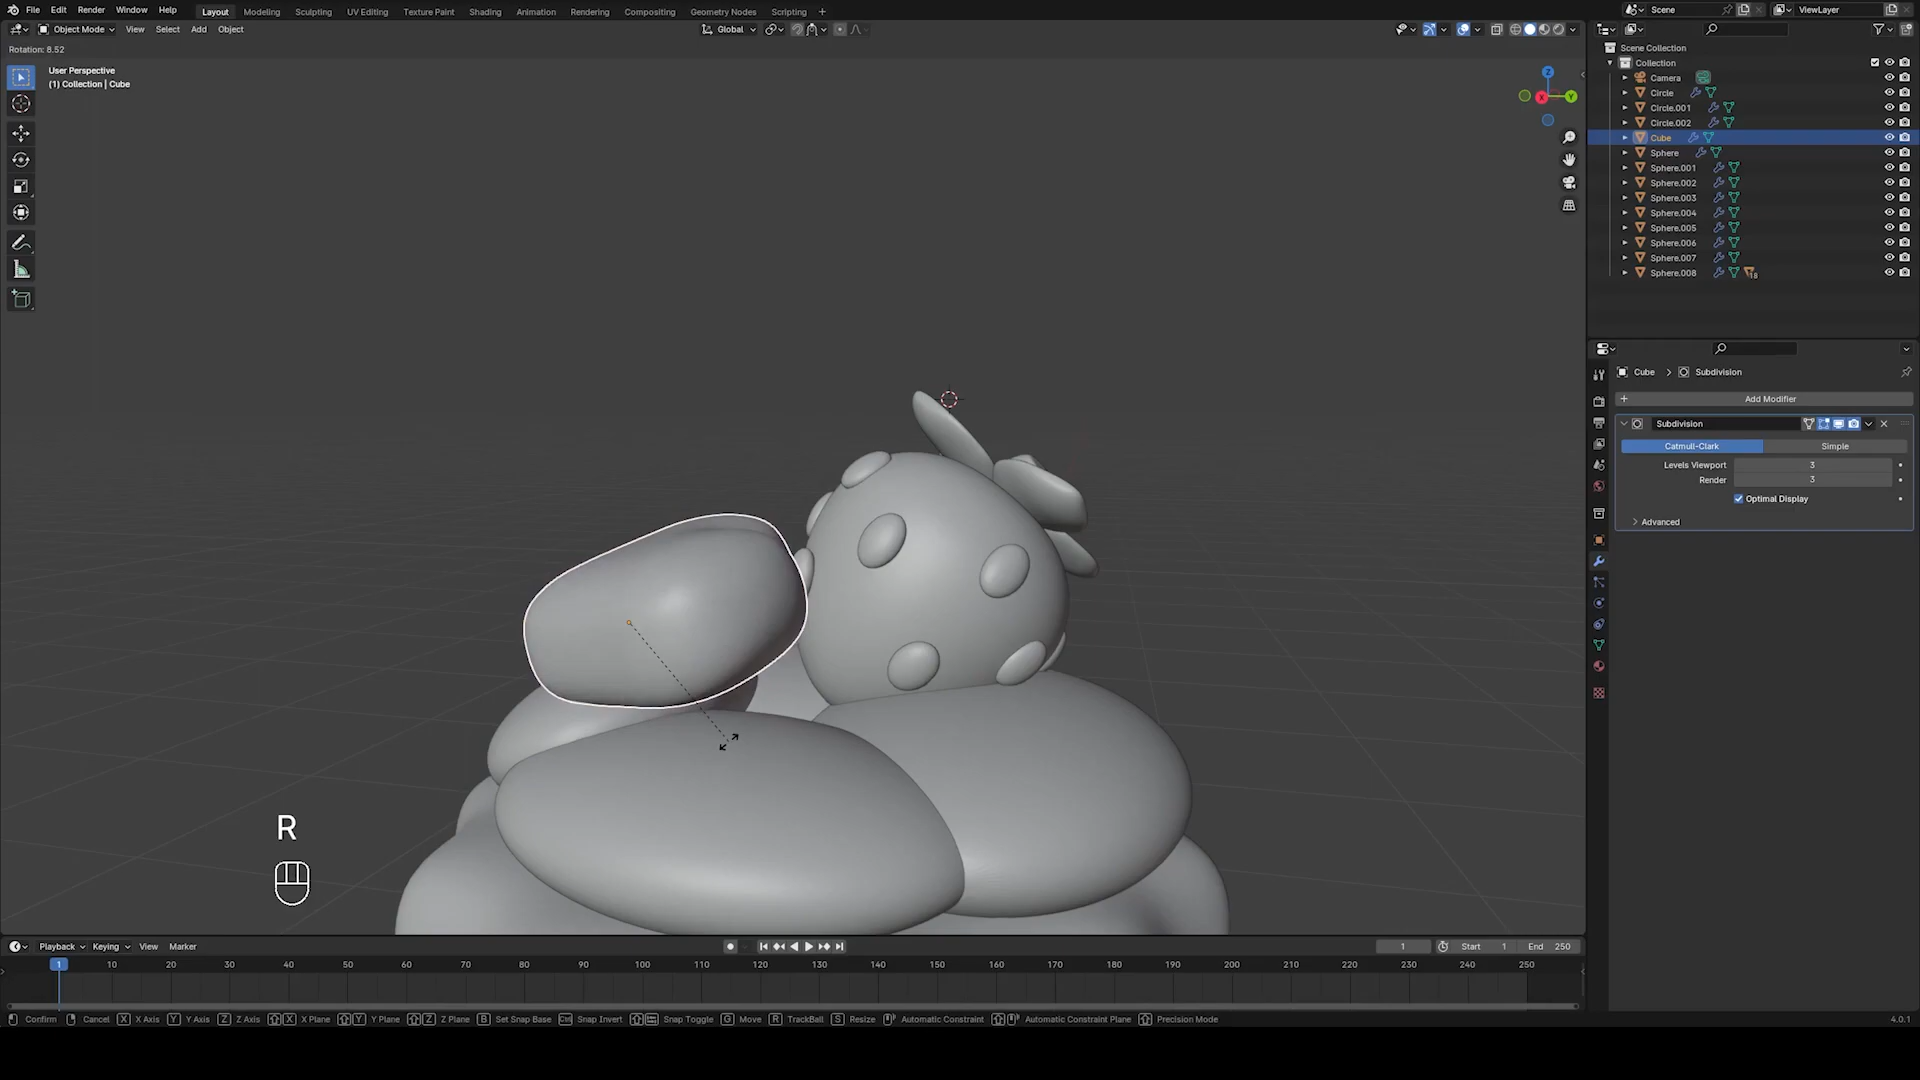 File Edit Render Window Help Layout Modeling Sculpting UV Editing Texture Paint Shading Animation Rendering Compositing Geometry Nodes Scripting + Scene ViewLayer
Object Mode View Select Add Object Global
Rotation: 8.52
User Perspective
(1) Collection | Cube
Z
X
Y
Scene Collection
Collection
Camera
Circle
Circle.001
Circle.002
Cube
Sphere
Sphere.001
Sphere.002
Sphere.003
Sphere.004
Sphere.005
Sphere.006
Sphere.007
Sphere.008 18
Cube > Subdivision
+ Add Modifier
Subdivision
Catmull-Clark Simple
Levels Viewport 3
Render 3
Optimal Display
Advanced
R
Playback Keying View Marker 1 Start 1 End 250
1 10 20 30 40 50 60 70 80 90 100 110 120 130 140 150 160 170 180 190 200 210 220 230 240 250
Confirm Cancel X X Axis Y Y Axis Z Z Axis X X Plane Y Y Plane Z Z Plane B Set Snap Base Ctrl Snap Invert Snap Toggle G Move R TrackBall S Resize Automatic Constraint Automatic Constraint Plane Precision Mode 4.0.1